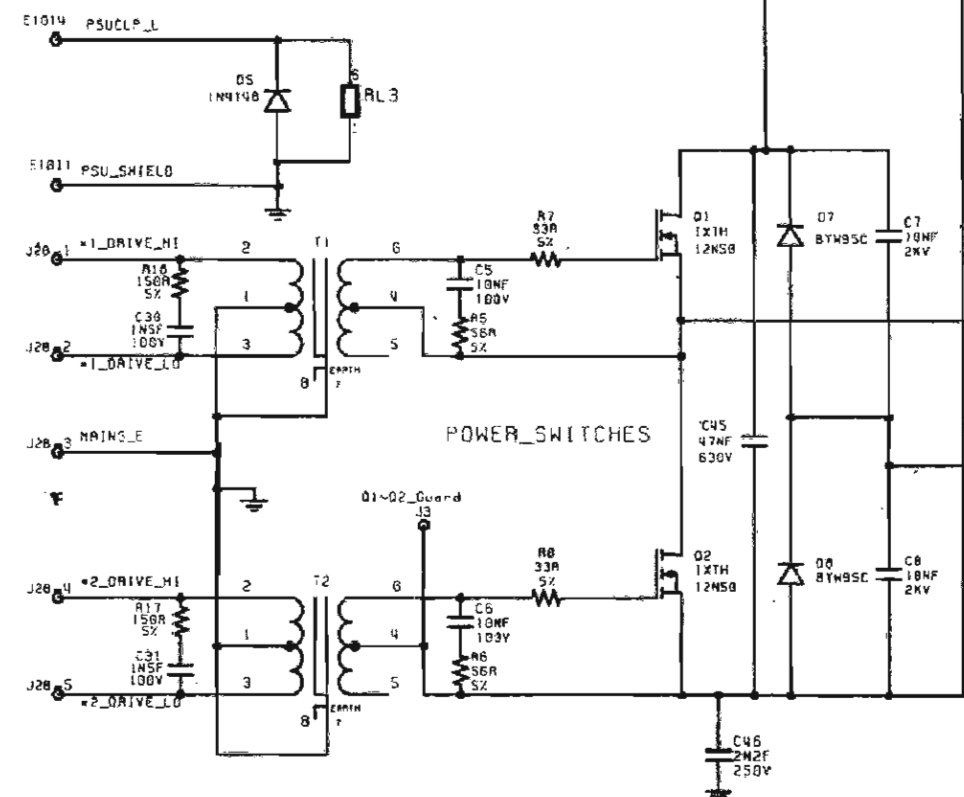 E1014 PSUCLP_L
D5
1N4148
6
RL3
E1011 PSU_SHIELD
J28 1 *1_DRIVE_HI
R16
150R
5%
C30
1N5F
100V
J28 2 *1_DRIVE_LO
2 T1 6
1 4
3 5
8 EARTH
7
C5
10NF
100V
R5
56R
5%
R7
33R
5%
Q1
IXTH
12N50
D7
BYW95C
C7
10NF
2KV
J28 3 MAINS_E
POWER_SWITCHES
C45
47NF
630V
Q1-Q2_Guard
J3
J28 4 *2_DRIVE_HI
R17
150R
5%
C31
1N5F
100V
J28 5 *2_DRIVE_LO
2 T2 6
1 4
3 5
8 EARTH
7
C6
10NF
100V
R6
56R
5%
R8
33R
5%
Q2
IXTH
12N50
D8
BYW95C
C8
10NF
2KV
C46
2N2F
250V